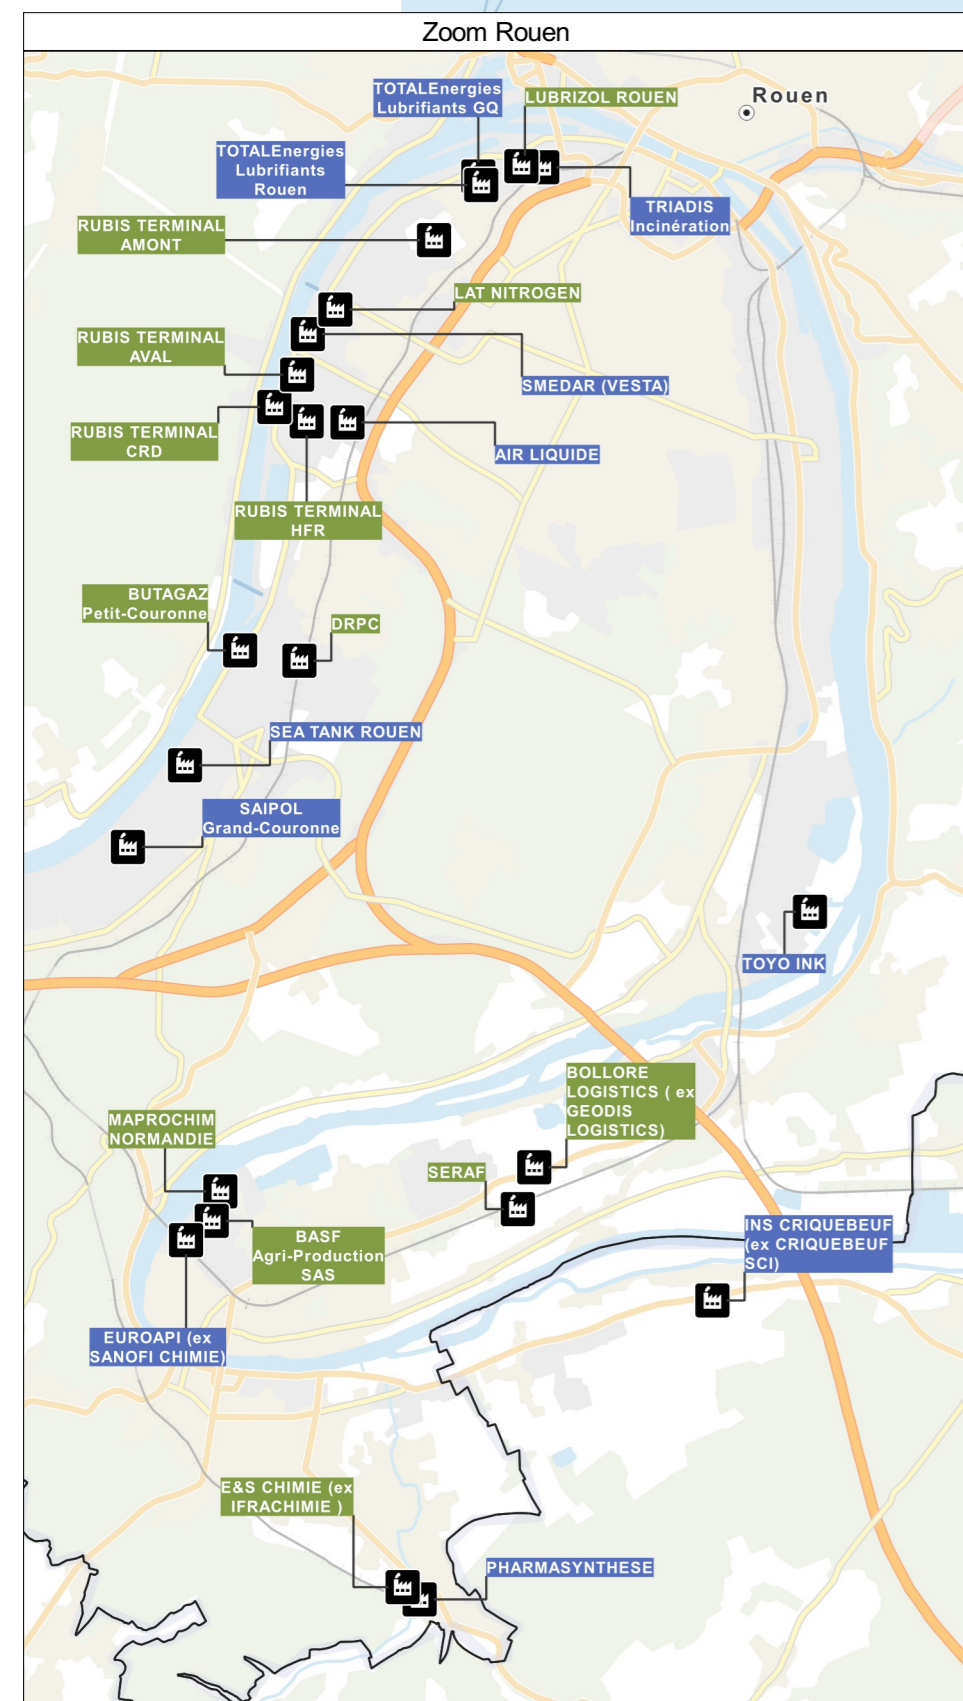 Zoom Rouen
TOTALEnergies
Lubrifiants GQ
LUBRIZOL ROUEN
Rouen
TOTALEnergies
Lubrifiants
Rouen
TRIADIS
Incinération
RUBIS TERMINAL
AMONT
LAT NITROGEN
RUBIS TERMINAL
AVAL
SMEDAR (VESTA)
RUBIS TERMINAL
CRD
AIR LIQUIDE
RUBIS TERMINAL
HFR
BUTAGAZ
Petit-Couronne
DRPC
SEA TANK ROUEN
SAIPOL
Grand-Couronne
TOYO INK
BOLLORE
LOGISTICS ( ex
GEODIS
LOGISTICS)
MAPROCHIM
NORMANDIE
SERAF
BASF
Agri-Production
SAS
INS CRIQUEBEUF
(ex CRIQUEBEUF
SCI)
EUROAPI (ex
SANOFI CHIMIE)
E&S CHIMIE (ex
IFRACHIMIE )
PHARMASYNTHESE